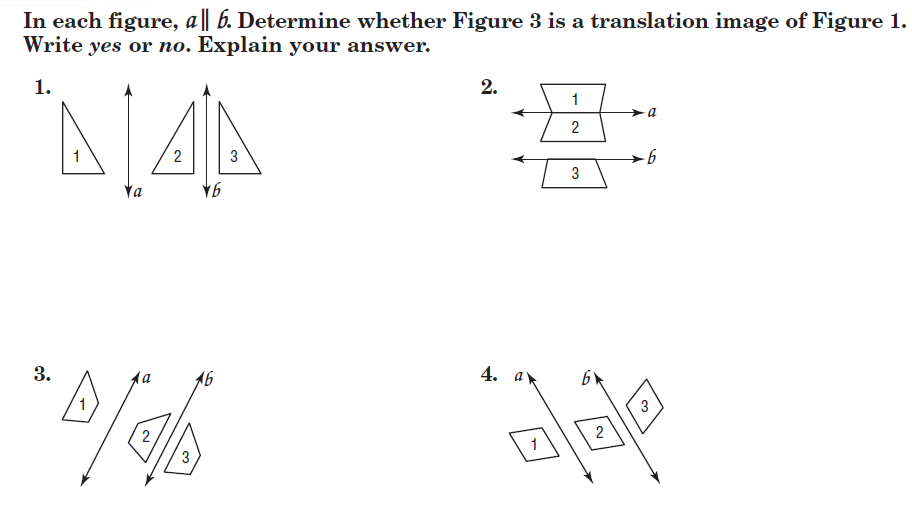 In each figure, a || b. Determine whether Figure 3 is a translation image of Figure 1.
Write yes or no. Explain your answer.
1.
1
2
3
a
b
2.
1
a
2
b
3
3.
a
b
1
2
3
4.
a
b
3
2
1